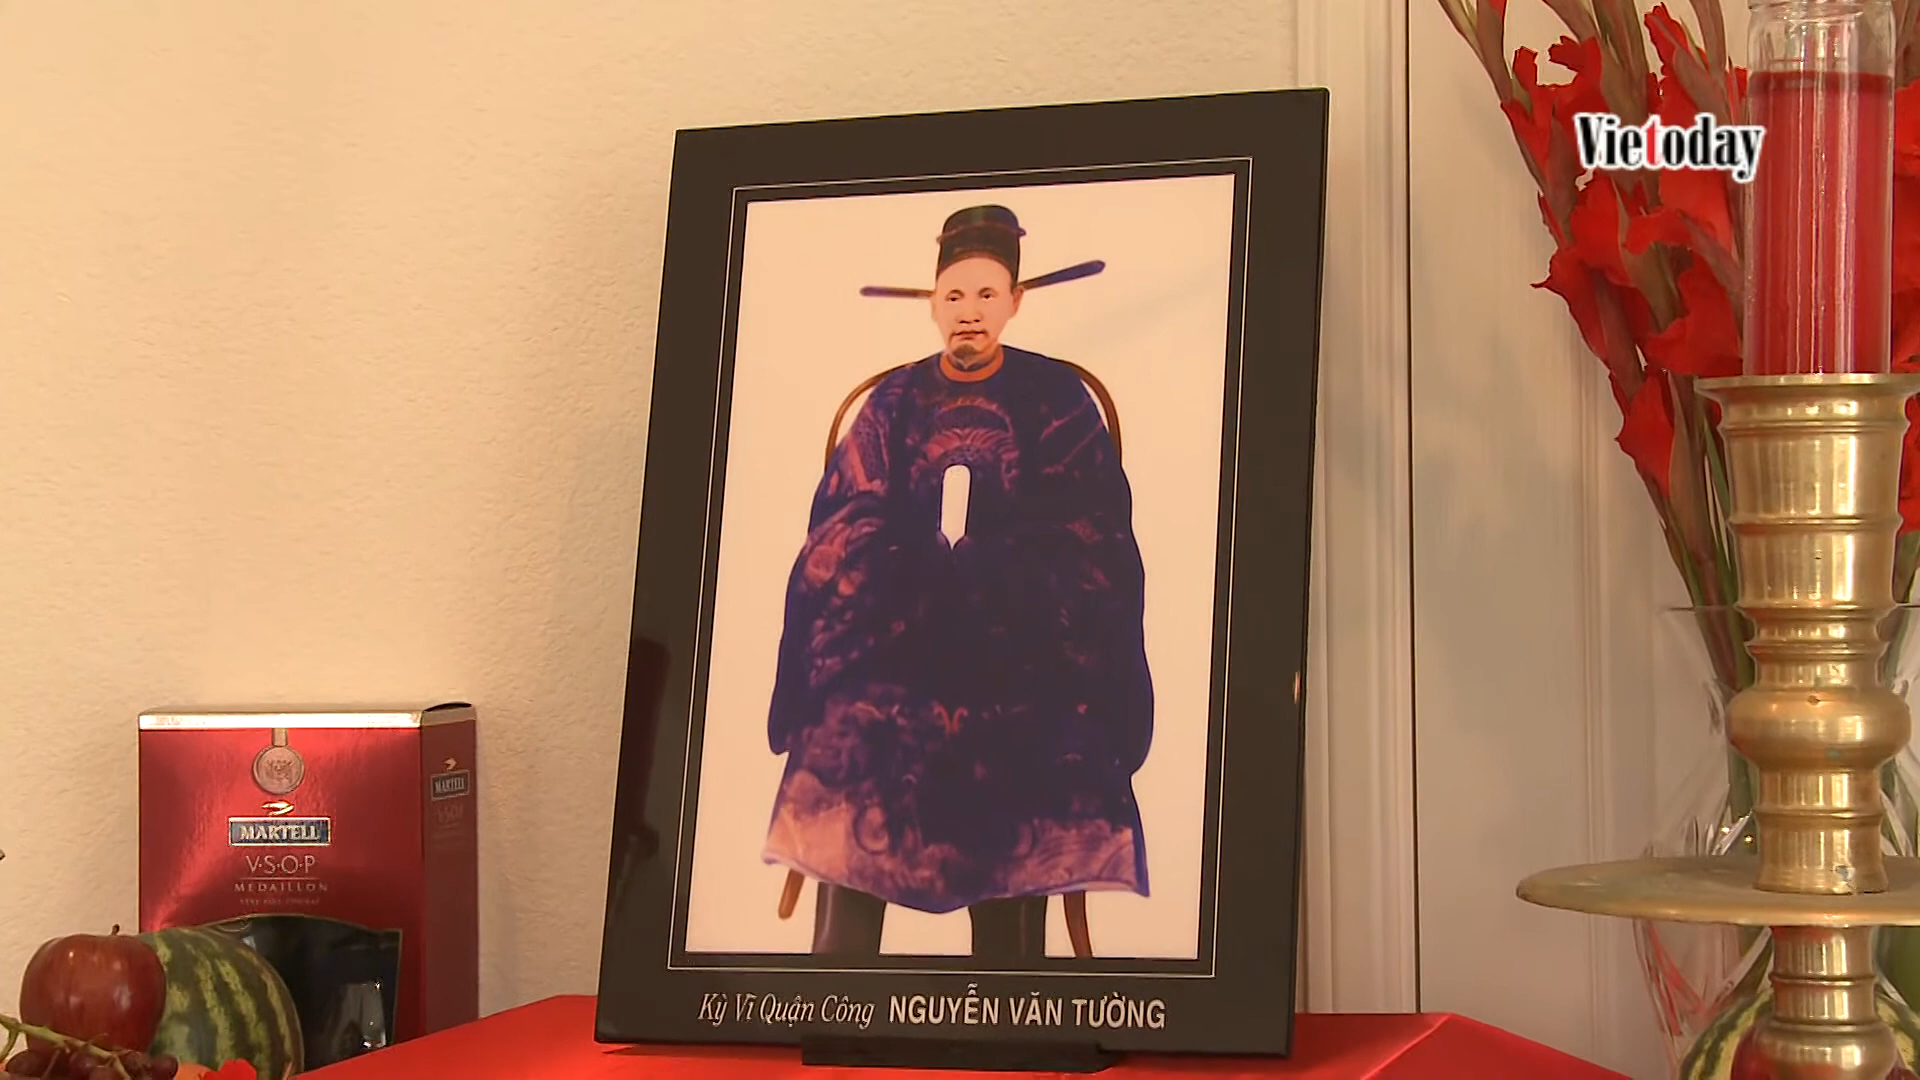 Vietoday
MARTELL
V·S·O·P
MEDAILLON
MARTELL
Kỳ Vĩ Quận Công NGUYỄN VĂN TƯỜNG